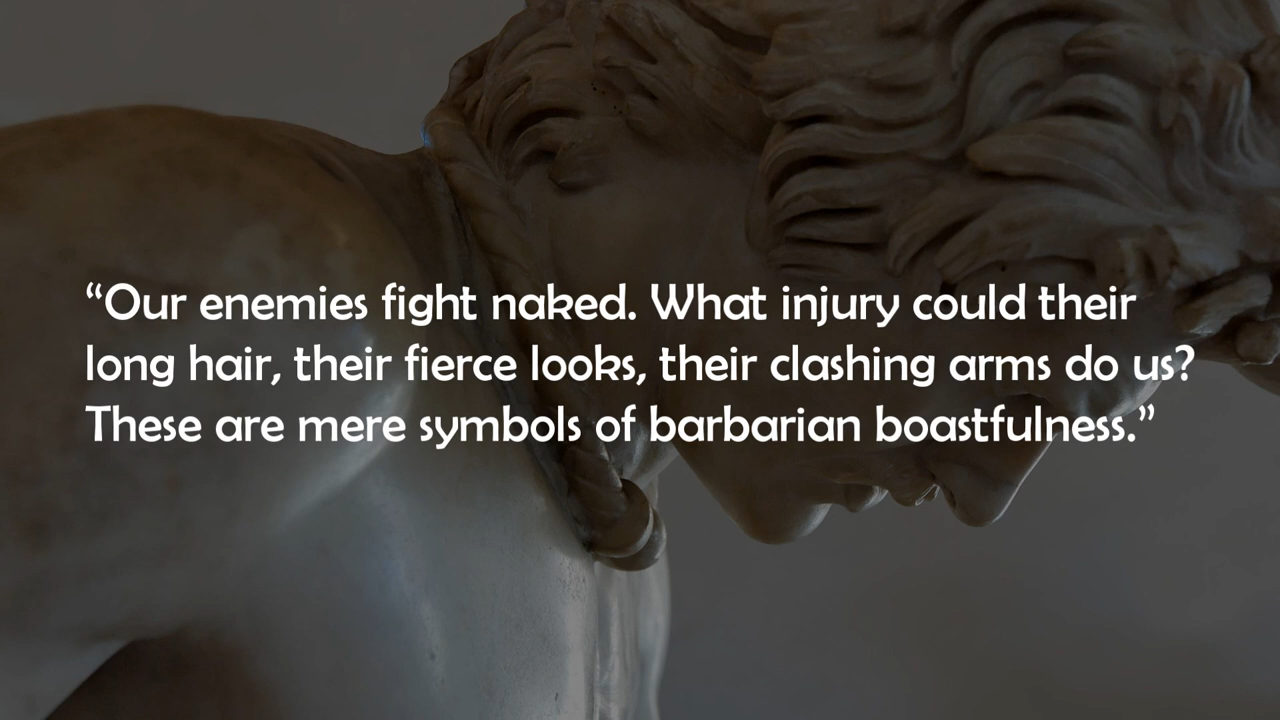 “Our enemies fight naked. What injury could their
long hair, their fierce looks, their clashing arms do us?
These are mere symbols of barbarian boastfulness.”